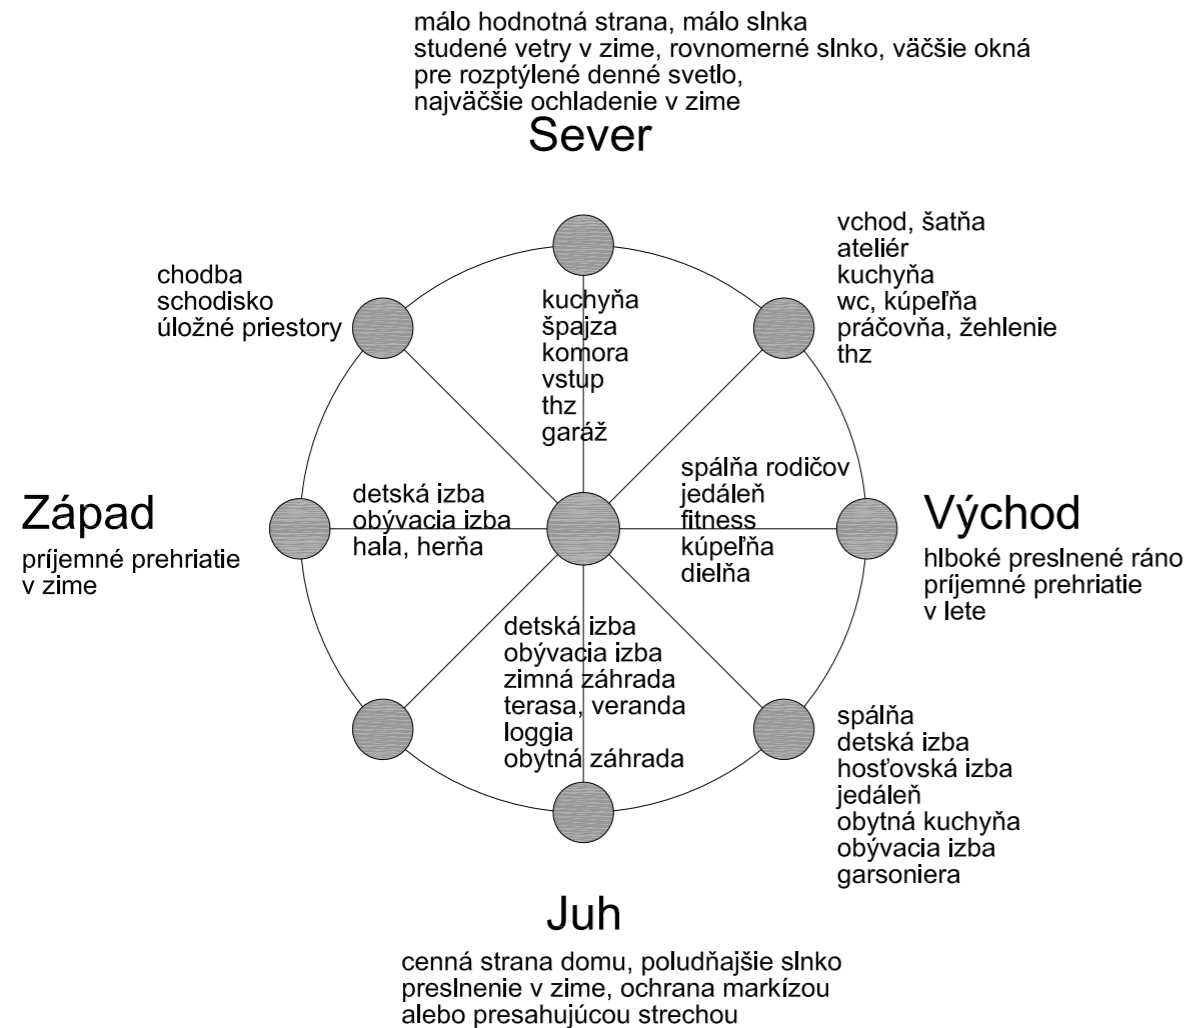 málo hodnotná strana, málo slnka
studené vetry v zime, rovnomerné slnko, väčšie okná
pre rozptýlené denné svetlo,
najväčšie ochladenie v zime
Sever
vchod, šatňa
ateliér
kuchyňa
wc, kúpeľňa
práčovňa, žehlenie
thz
chodba
schodisko
úložné priestory
kuchyňa
špajza
komora
vstup
thz
garáž
Západ
príjemné prehriatie
v zime
detská izba
obývacia izba
hala, herňa
spálňa rodičov
jedáleň
fitness
kúpeľňa
dielňa
Východ
hlboké preslnené ráno
príjemné prehriatie
v lete
detská izba
obývacia izba
zimná záhrada
terasa, veranda
loggia
obytná záhrada
spálňa
detská izba
hosťovská izba
jedáleň
obytná kuchyňa
obývacia izba
garsoniera
Juh
cenná strana domu, poludňajšie slnko
preslnenie v zime, ochrana markízou
alebo presahujúcou strechou